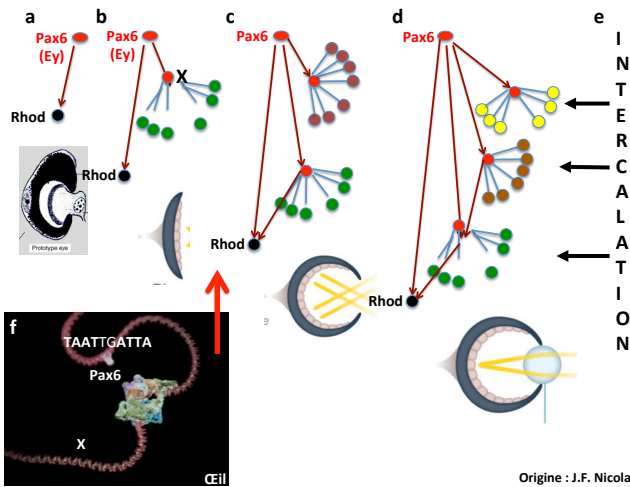 a
b
c
d
e
Pax6
(Ey)
Pax6
(Ey)
Pax6
Pax6
X
Rhod
Rhod
Rhod
Rhod
Prototype eye
f
TAATTGATTA
Pax6
X
Œil
I
N
T
E
R
C
A
L
A
T
I
O
N
Origine : J.F. Nicola